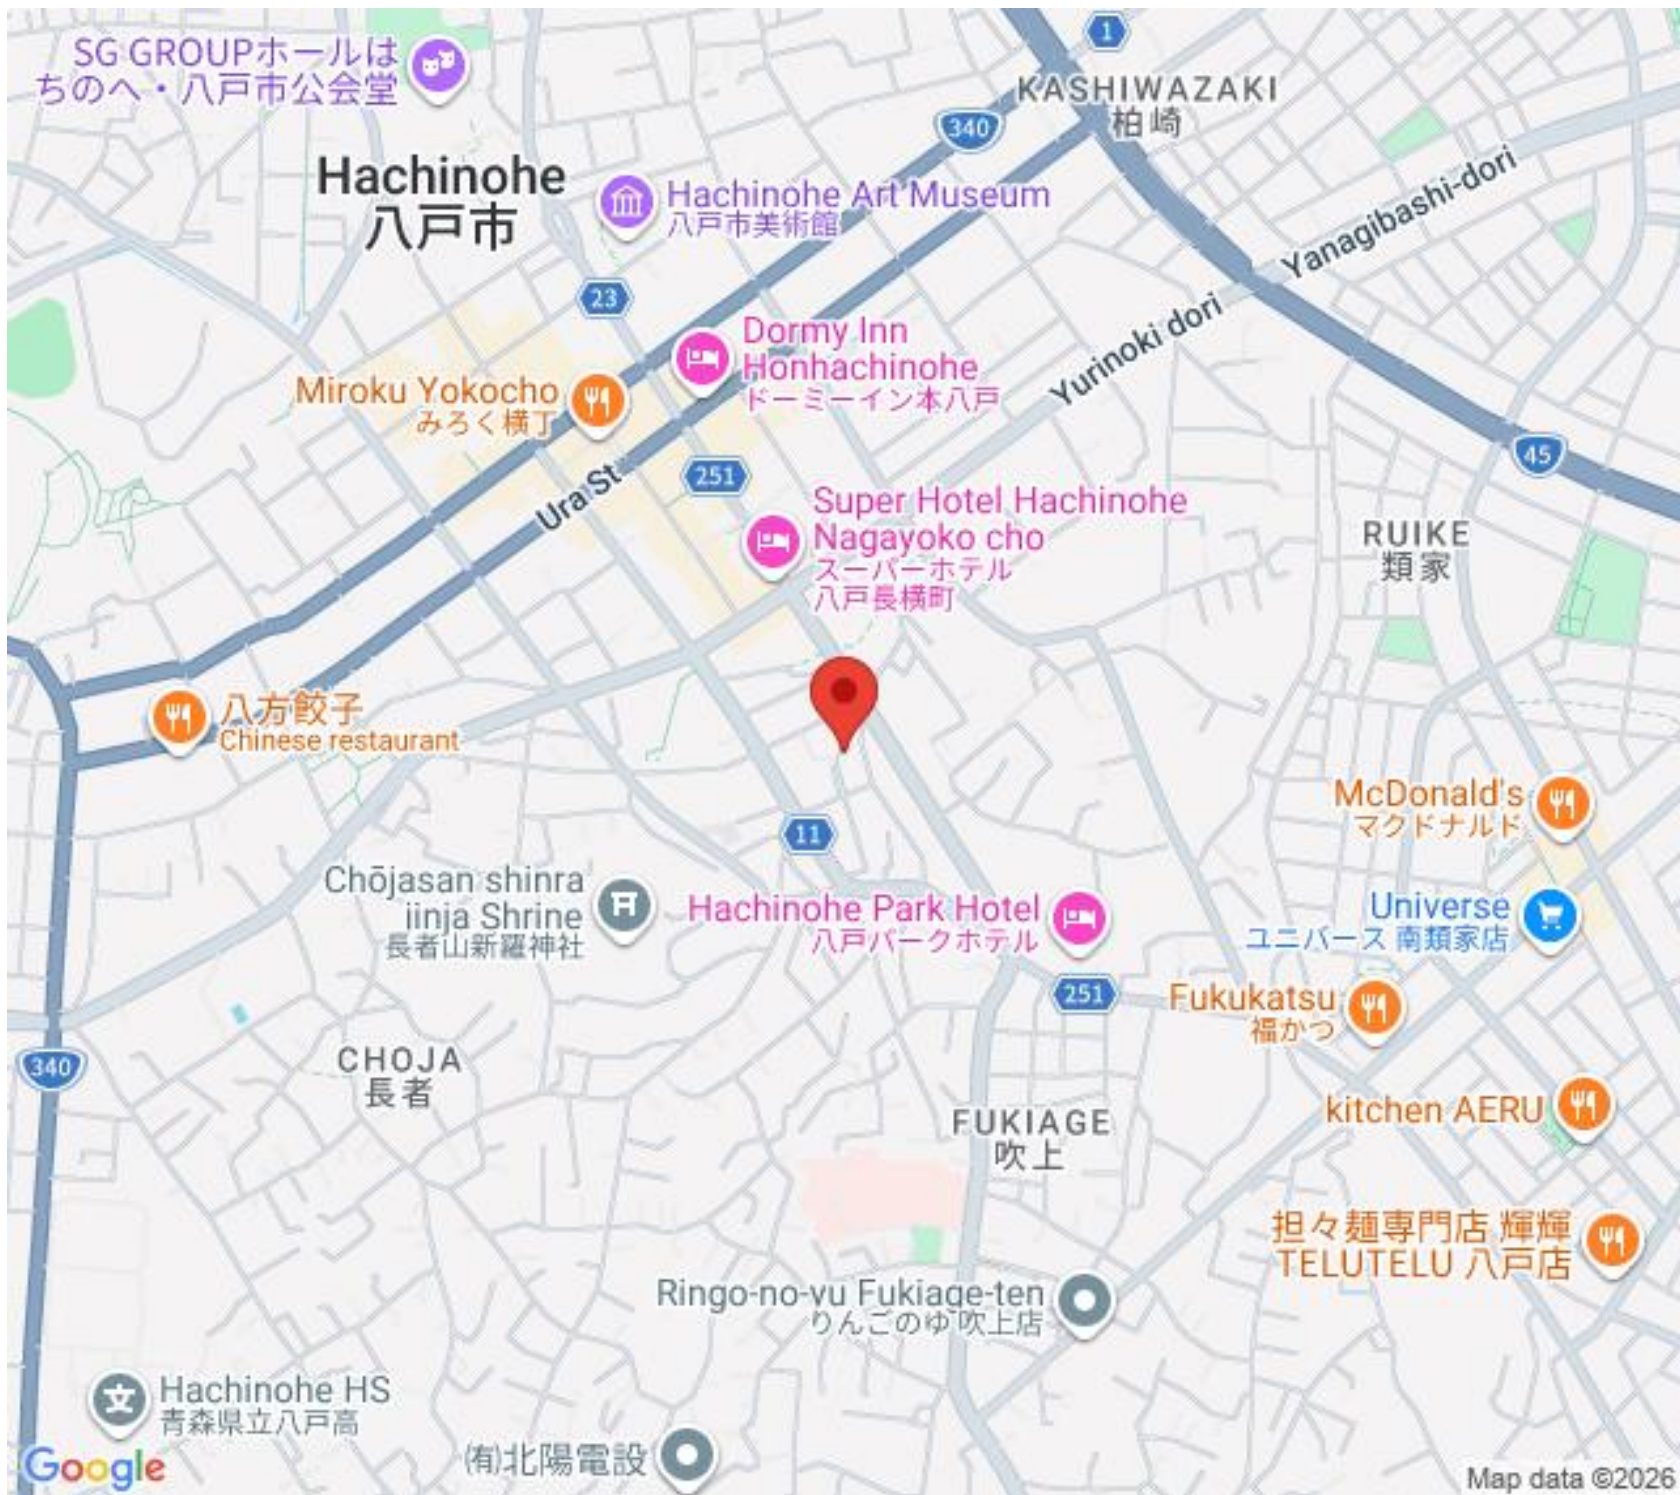 SG GROUPホールは
ちのへ・八戸市公会堂
1
KASHIWAZAKI
柏崎
340
Hachinohe
八戸市
Hachinohe Art Museum
八戸市美術館
Yanagibashi-dori
23
Yurinoki dori
Dormy Inn
Honhachinohe
ドーミーイン本八戸
Miroku Yokocho
みろく横丁
45
251
Ura St
Super Hotel Hachinohe
Nagayoko cho
スーパーホテル
八戸長横町
RUIKE
類家
八方餃子
Chinese restaurant
McDonald's
マクドナルド
11
Chōjasan shinra
jinja Shrine
長者山新羅神社
Hachinohe Park Hotel
八戸パークホテル
Universe
ユニバース 南類家店
251
Fukukatsu
福かつ
340
CHOJA
長者
kitchen AERU
FUKIAGE
吹上
担々麺専門店 輝輝
TELUTELU 八戸店
Ringo-no-yu Fukiage-ten
りんごのゆ 吹上店
Hachinohe HS
青森県立八戸高
㈲北陽電設
Google
Map data ©2026